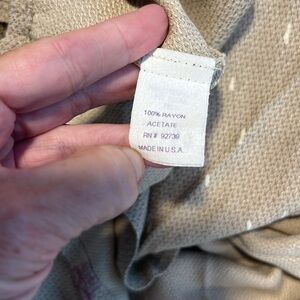 100% RAYON
ACETATE
RN # 92739
MADE IN U.S.A.